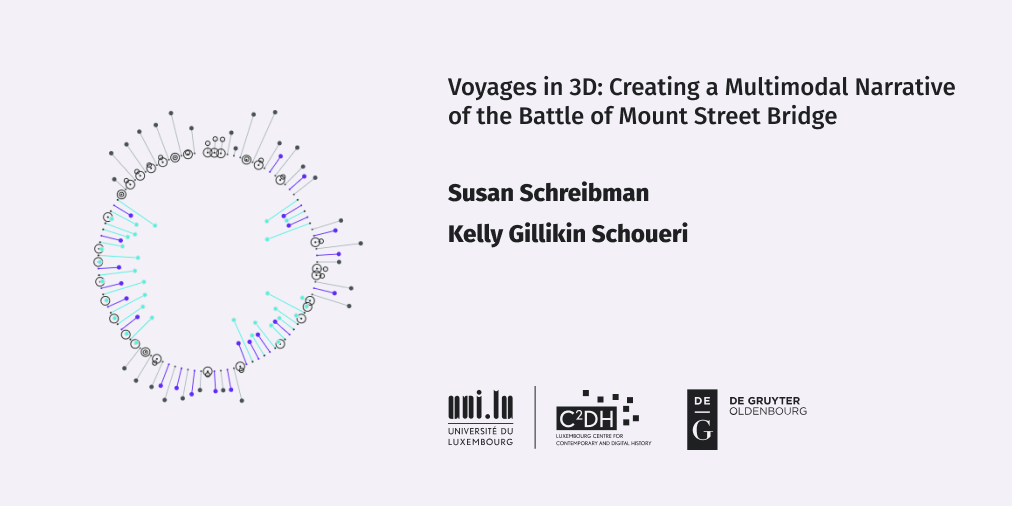 Voyages in 3D: Creating a Multimodal Narrative
of the Battle of Mount Street Bridge
Susan Schreibman
Kelly Gillikin Schoueri
uni.lu
UNIVERSITÉ DU
LUXEMBOURG
C²DH
LUXEMBOURG CENTRE FOR
CONTEMPORARY AND DIGITAL HISTORY
DE
G
DE GRUYTER
OLDENBOURG